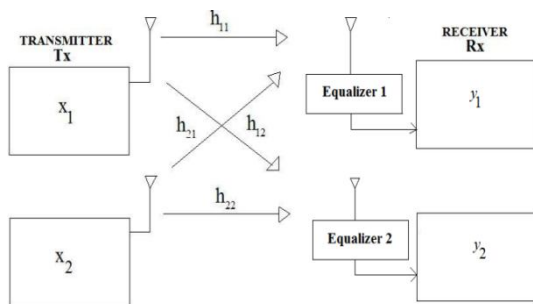 TRANSMITTER
Tx
x1
h11
h21
h12
h22
x2
RECEIVER
Rx
Equalizer 1
y1
Equalizer 2
y2